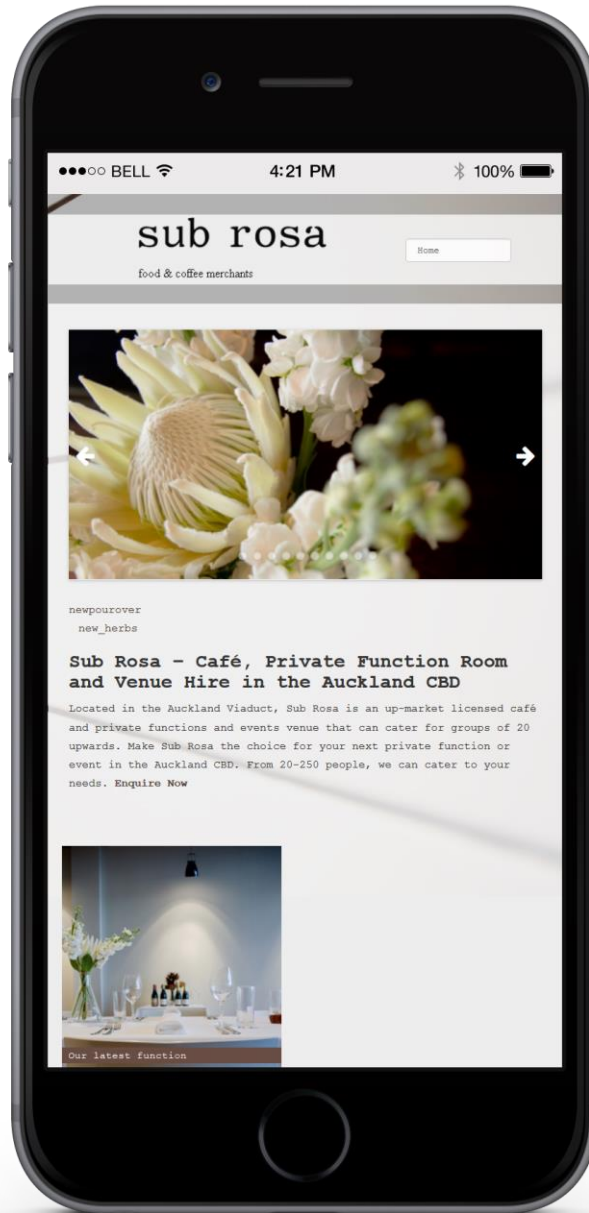 BELL 4:21 PM 100%
sub rosa
Home
food & coffee merchants
newpourover
new_herbs
Sub Rosa – Café, Private Function Room
and Venue Hire in the Auckland CBD
Located in the Auckland Viaduct, Sub Rosa is an up-market licensed café
and private functions and events venue that can cater for groups of 20
upwards. Make Sub Rosa the choice for your next private function or
event in the Auckland CBD. From 20-250 people, we can cater to your
needs. Enquire Now
Our latest function